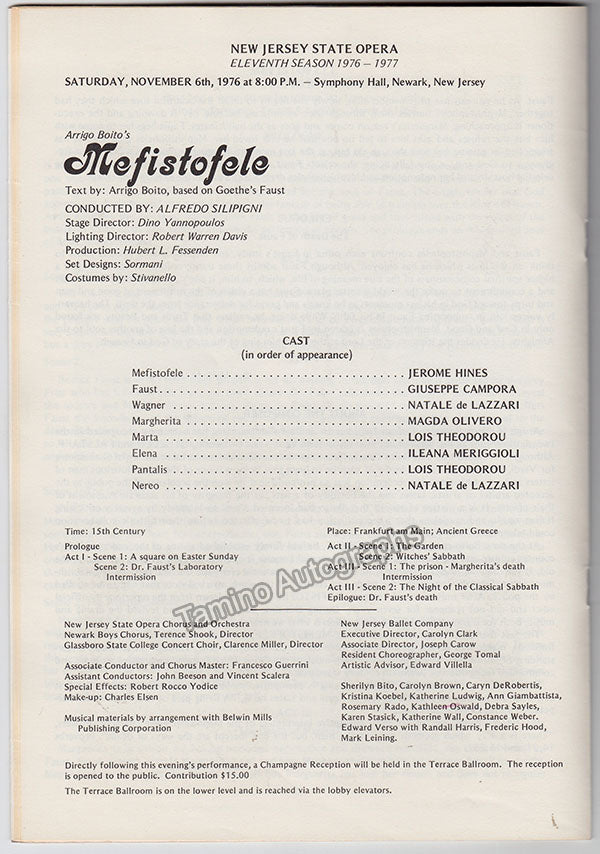 NEW JERSEY STATE OPERA
ELEVENTH SEASON 1976 – 1977
SATURDAY, NOVEMBER 6th, 1976 at 8:00 P.M. – Symphony Hall, Newark, New Jersey
Arrigo Boito's
Mefistofele
Text by: Arrigo Boito, based on Goethe's Faust
CONDUCTED BY: ALFREDO SILIPIGNI
Stage Director: Dino Yannopoulos
Lighting Director: Robert Warren Davis
Production: Hubert L. Fessenden
Set Designs: Sormani
Costumes by: Stivanello
CAST
(in order of appearance)
Mefistofele . . . . . . . . . . . . . . . . . . . . . . . . . . . . . JEROME HINES
Faust . . . . . . . . . . . . . . . . . . . . . . . . . . . . . . . . . GIUSEPPE CAMPORA
Wagner . . . . . . . . . . . . . . . . . . . . . . . . . . . . . . . NATALE de LAZZARI
Margherita . . . . . . . . . . . . . . . . . . . . . . . . . . . . . MAGDA OLIVERO
Marta . . . . . . . . . . . . . . . . . . . . . . . . . . . . . . . . LOIS THEODOROU
Elena . . . . . . . . . . . . . . . . . . . . . . . . . . . . . . . . ILEANA MERIGGIOLI
Pantalis . . . . . . . . . . . . . . . . . . . . . . . . . . . . . . LOIS THEODOROU
Nereo . . . . . . . . . . . . . . . . . . . . . . . . . . . . . . . . NATALE de LAZZARI
Time: 15th Century
Prologue
Act I - Scene 1: A square on Easter Sunday
Scene 2: Dr. Faust's Laboratory
Intermission
Place: Frankfurt am Main; Ancient Greece
Act II - Scene 1: The Garden
Scene 2: Witches' Sabbath
Act III - Scene 1: The prison - Margherita's death
Intermission
Act III - Scene 2: The Night of the Classical Sabbath
Epilogue: Dr. Faust's death
Tamino Autographs
New Jersey State Opera Chorus and Orchestra
Newark Boys Chorus, Terence Shook, Director
Glassboro State College Concert Choir, Clarence Miller, Director
Associate Conductor and Chorus Master: Francesco Guerrini
Assistant Conductors: John Beeson and Vincent Scalera
Special Effects: Robert Rocco Yodice
Make-up: Charles Elsen
Musical materials by arrangement with Belwin Mills
Publishing Corporation
New Jersey Ballet Company
Executive Director, Carolyn Clark
Associate Director, Joseph Carow
Resident Choreographer, George Tomal
Artistic Advisor, Edward Villella
Sherilyn Bito, Carolyn Brown, Caryn DeRobertis,
Kristina Koebel, Katherine Ludwig, Ann Giambattista,
Rosemary Rado, Kathleen Oswald, Debra Sayles,
Karen Stasick, Katherine Wall, Constance Weber.
Edward Verso with Randall Harris, Frederic Hood,
Mark Leining.
Directly following this evening's performance, a Champagne Reception will be held in the Terrace Ballroom. The reception
is opened to the public. Contribution $15.00
The Terrace Ballroom is on the lower level and is reached via the lobby elevators.